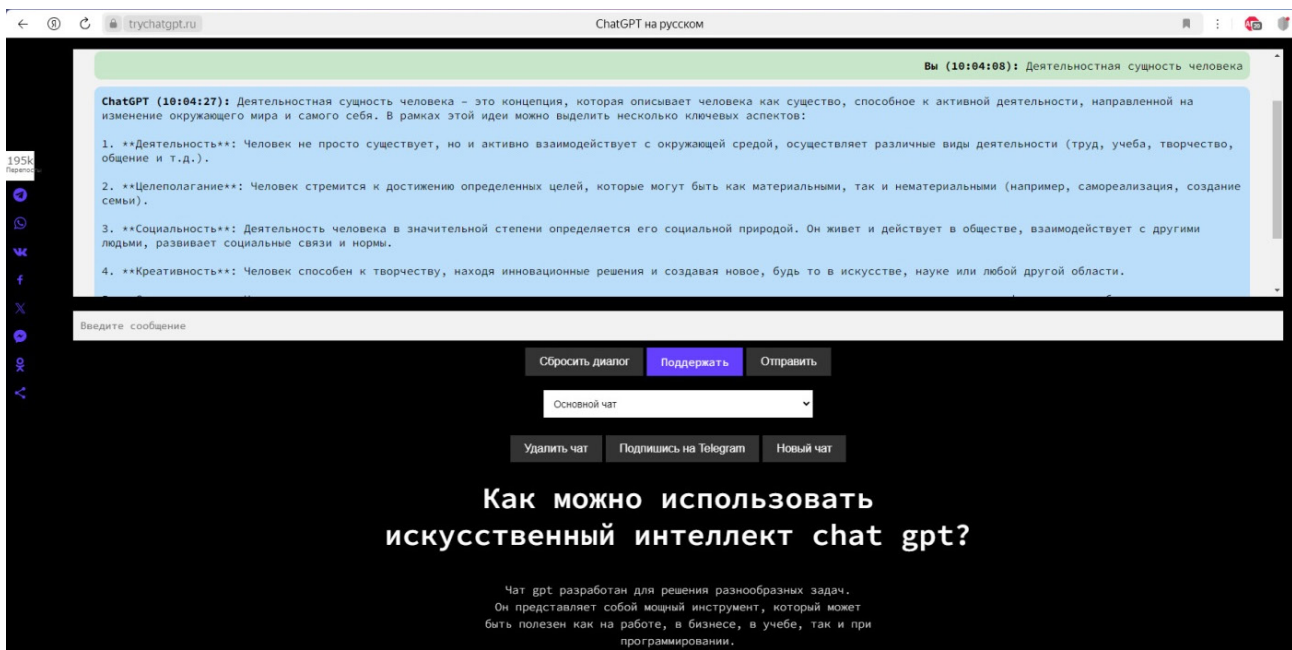 trychatgpt.ru
ChatGPT на русском
Вы (10:04:08): Деятельностная сущность человека
ChatGPT (10:04:27): Деятельностная сущность человека – это концепция, которая описывает человека как существо, способное к активной деятельности, направленной на
изменение окружающего мира и самого себя. В рамках этой идеи можно выделить несколько ключевых аспектов:
1. **Деятельность**: Человек не просто существует, но и активно взаимодействует с окружающей средой, осуществляет различные виды деятельности (труд, учеба, творчество,
общение и т.д.).
2. **Целеполагание**: Человек стремится к достижению определенных целей, которые могут быть как материальными, так и нематериальными (например, самореализация, создание
семьи).
3. **Социальность**: Деятельность человека в значительной степени определяется его социальной природой. Он живет и действует в обществе, взаимодействует с другими
людьми, развивает социальные связи и нормы.
4. **Креативность**: Человек способен к творчеству, находя инновационные решения и создавая новое, будь то в искусстве, науке или любой другой области.
195k
Введите сообщение
Сбросить диалог
Поддержать
Отправить
Основной чат
Удалить чат
Подпишись на Telegram
Новый чат
Как можно использовать
искусственный интеллект chat gpt?
Чат gpt разработан для решения разнообразных задач.
Он представляет собой мощный инструмент, который может
быть полезен как на работе, в бизнесе, в учебе, так и при
программировании.